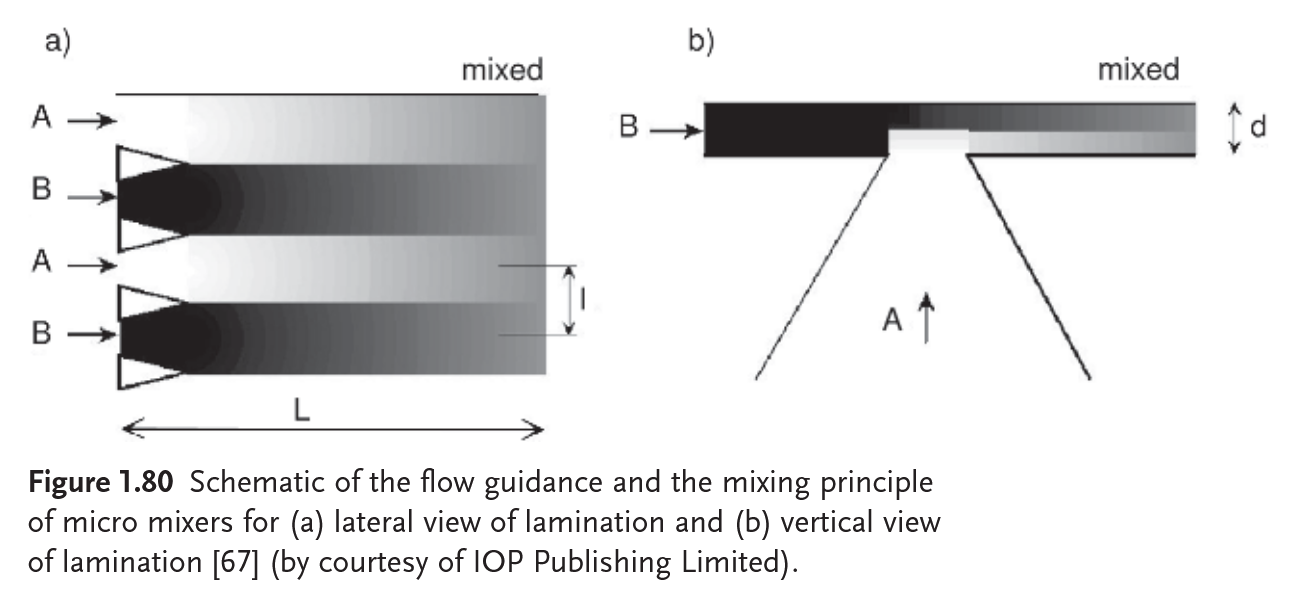 a)
mixed
A
B
A
B
l
L
b)
mixed
B
d
A
Figure 1.80 Schematic of the flow guidance and the mixing principle
of micro mixers for (a) lateral view of lamination and (b) vertical view
of lamination [67] (by courtesy of IOP Publishing Limited).